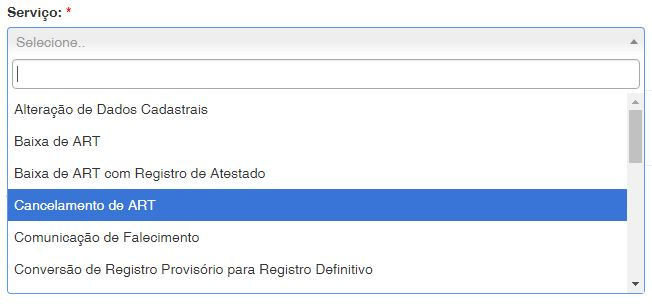 Serviço: *
Selecione..
Alteração de Dados Cadastrais
Baixa de ART
Baixa de ART com Registro de Atestado
Cancelamento de ART
Comunicação de Falecimento
Conversão de Registro Provisório para Registro Definitivo